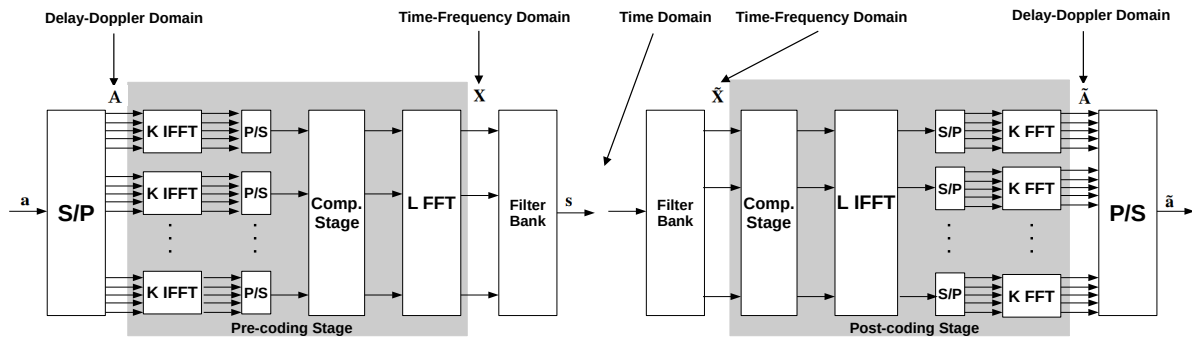 Delay-Doppler Domain
Time-Frequency Domain
Time Domain
Time-Frequency Domain
Delay-Doppler Domain
A
X
X̃
Ã
K IFFT
P/S
K IFFT
P/S
K IFFT
P/S
a
S/P
Comp.
Stage
L FFT
Filter
Bank
s
Pre-coding Stage
Filter
Bank
Comp.
Stage
L IFFT
S/P
K FFT
S/P
K FFT
S/P
K FFT
P/S
ã
Post-coding Stage